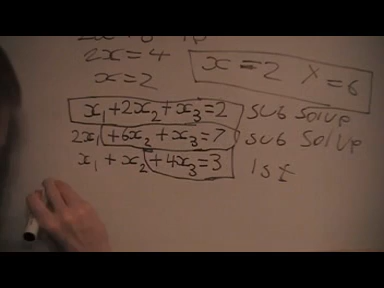 2x=4
x=2
x=2 x=6
x₁+2x₂+x₃=2 sub solve
2x₁+6x₂+x₃=7 sub solve
x₁+x₂+4x₃=3 1st